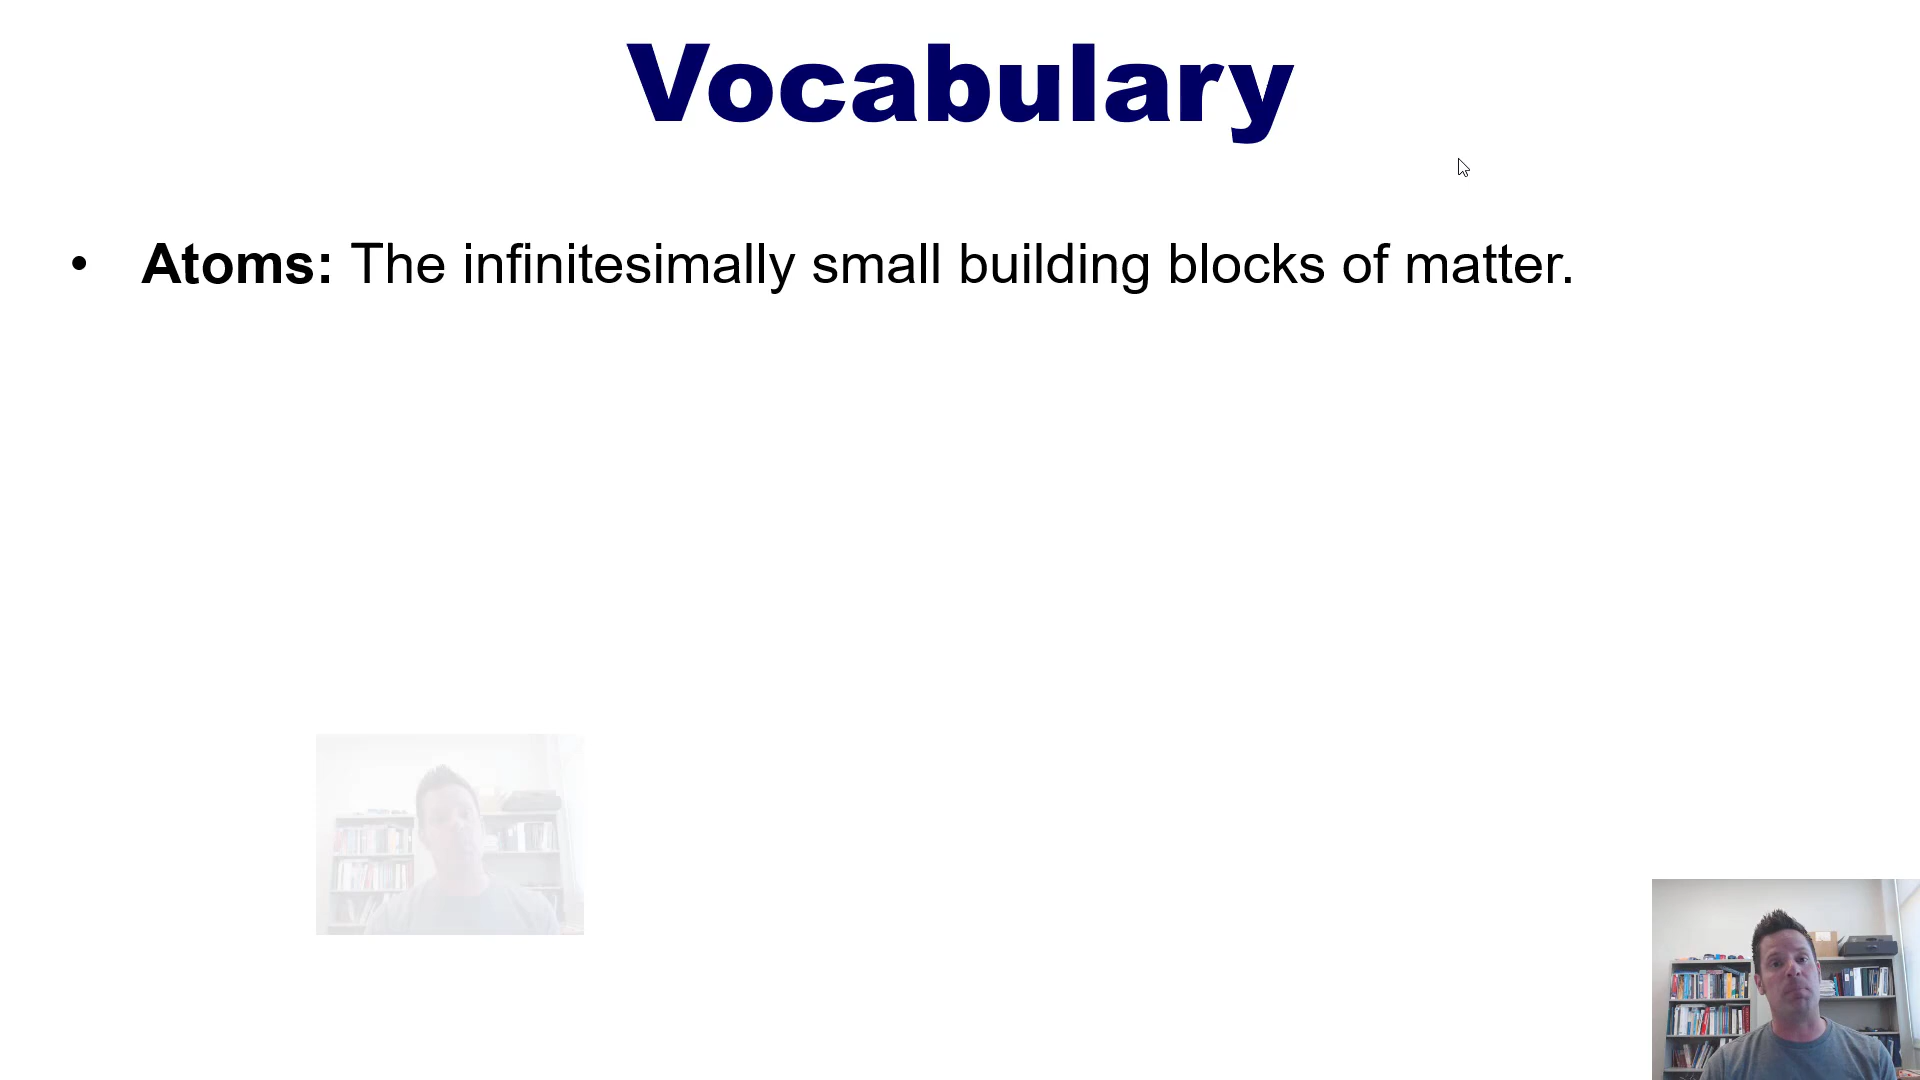 Vocabulary
• Atoms: The infinitesimally small building blocks of matter.